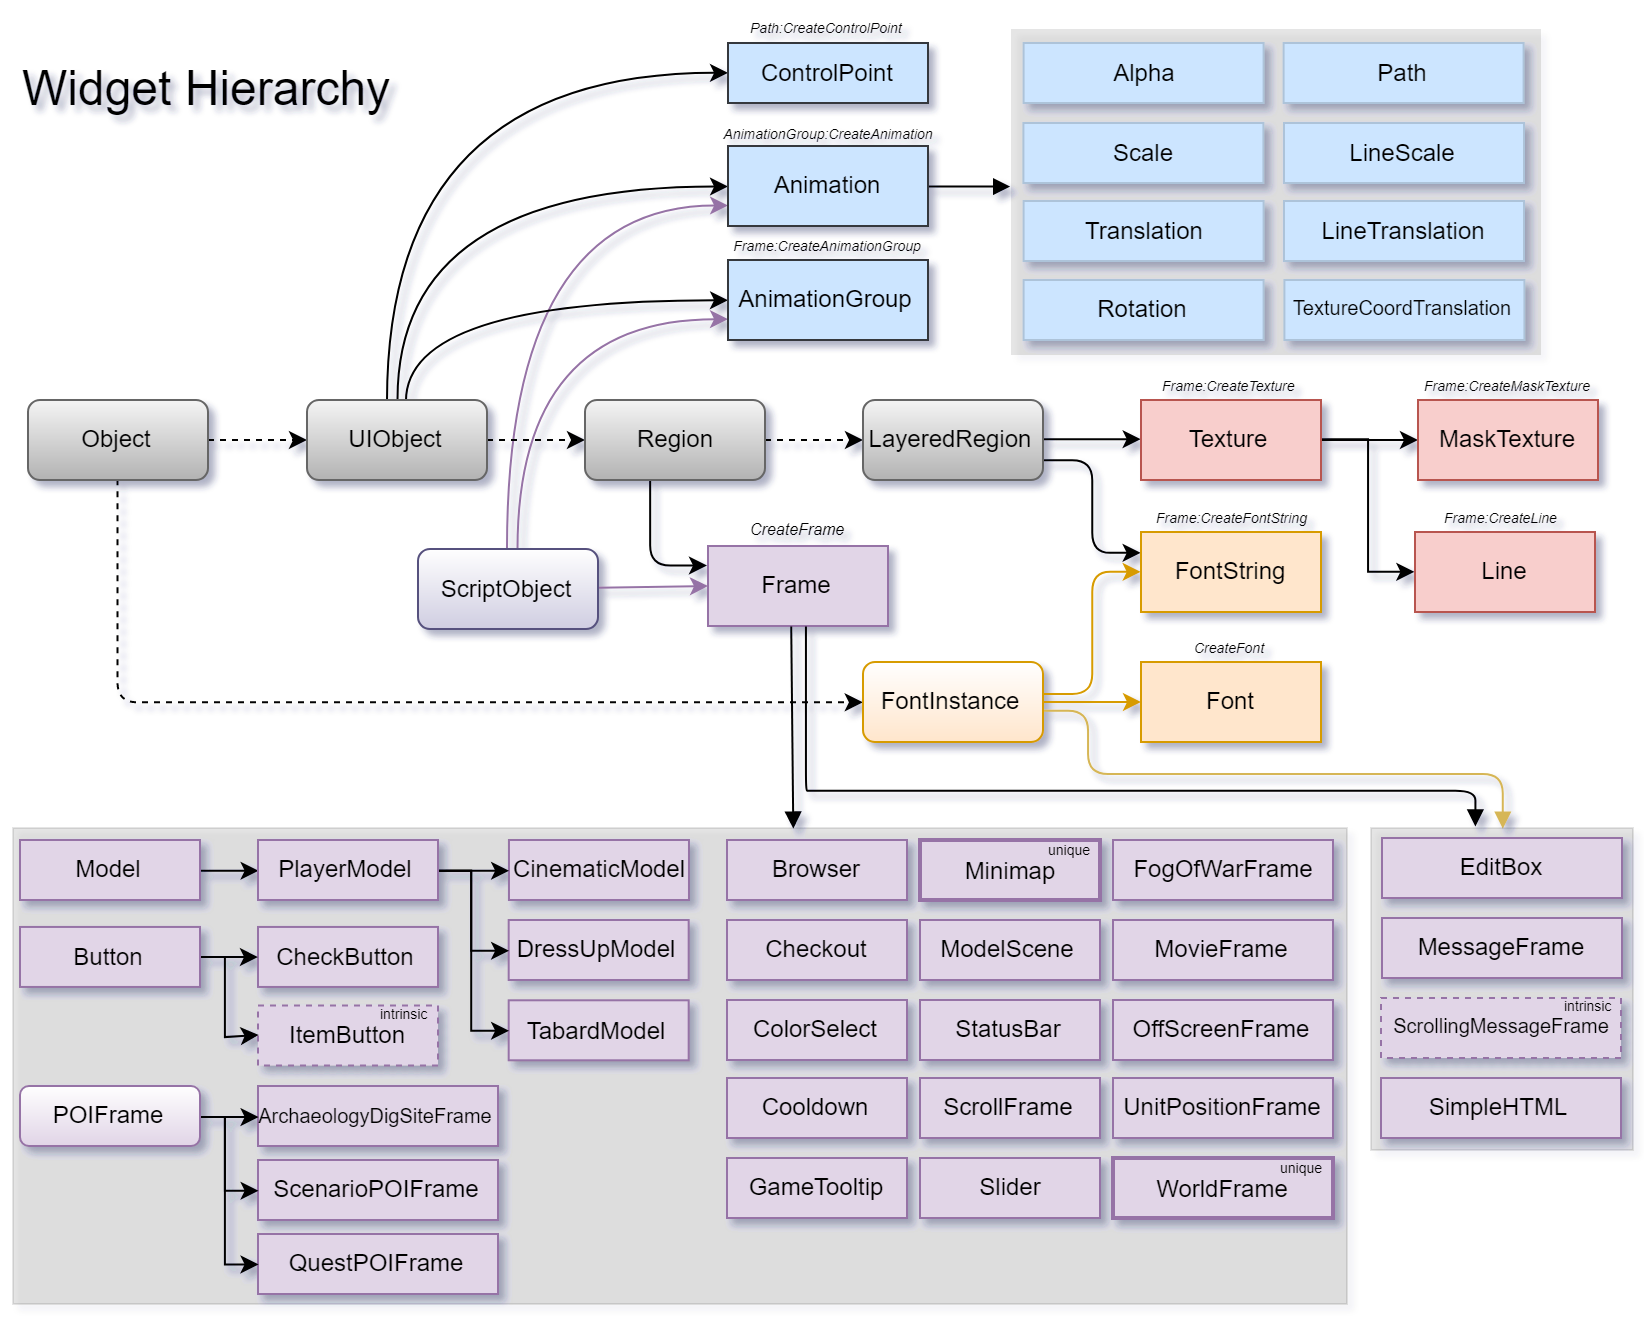 Widget Hierarchy
Path:CreateControlPoint
ControlPoint
AnimationGroup:CreateAnimation
Animation
Frame:CreateAnimationGroup
AnimationGroup
Alpha
Path
Scale
LineScale
Translation
LineTranslation
Rotation
TextureCoordTranslation
Object
UIObject
Region
LayeredRegion
Frame:CreateTexture
Texture
Frame:CreateMaskTexture
MaskTexture
ScriptObject
CreateFrame
Frame
Frame:CreateFontString
FontString
Frame:CreateLine
Line
FontInstance
CreateFont
Font
Model
PlayerModel
CinematicModel
Button
CheckButton
DressUpModel
intrinsic
ItemButton
TabardModel
POIFrame
ArchaeologyDigSiteFrame
ScenarioPOIFrame
QuestPOIFrame
Browser
unique
Minimap
FogOfWarFrame
Checkout
ModelScene
MovieFrame
ColorSelect
StatusBar
OffScreenFrame
Cooldown
ScrollFrame
UnitPositionFrame
GameTooltip
Slider
unique
WorldFrame
EditBox
MessageFrame
intrinsic
ScrollingMessageFrame
SimpleHTML